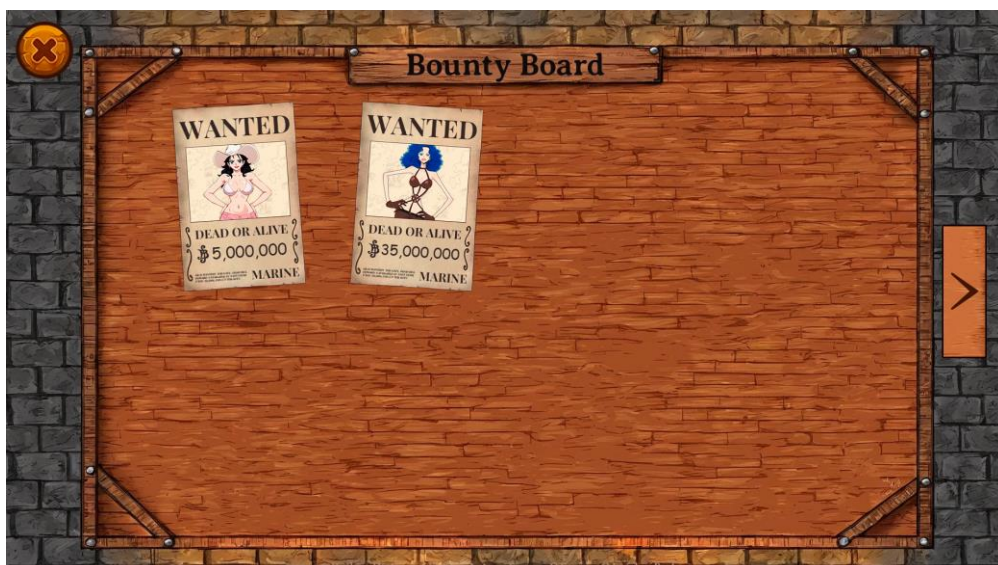 Bounty Board
WANTED
DEAD OR ALIVE
฿5,000,000
MARINE
WANTED
DEAD OR ALIVE
฿35,000,000
MARINE